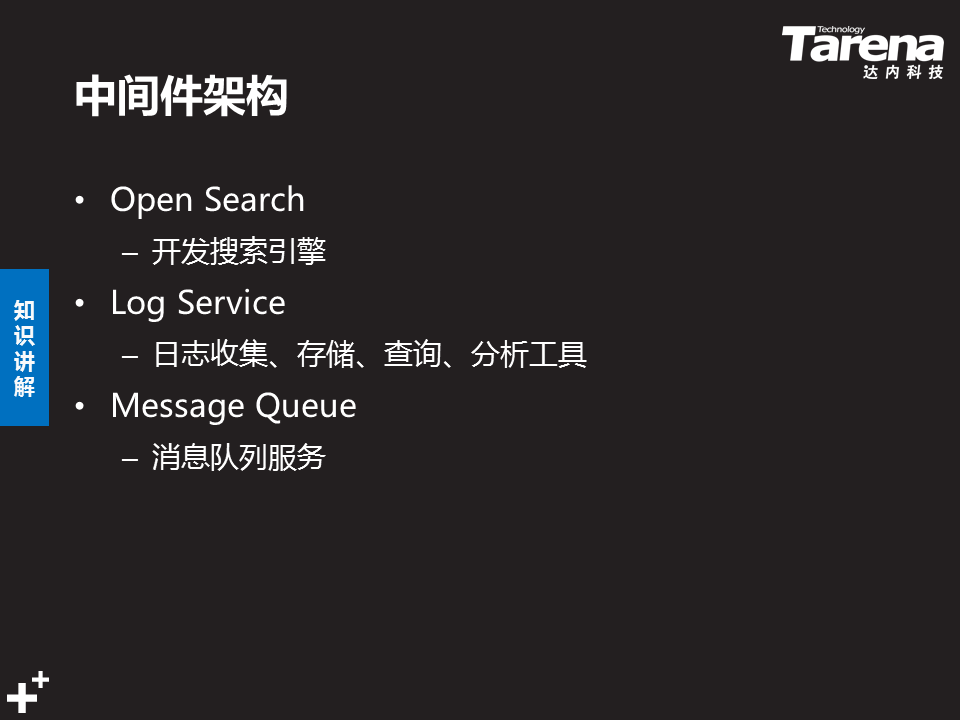 Technology
Tarena
达内科技
中间件架构
• Open Search
– 开发搜索引擎
• Log Service
– 日志收集、存储、查询、分析工具
• Message Queue
– 消息队列服务
知识讲解